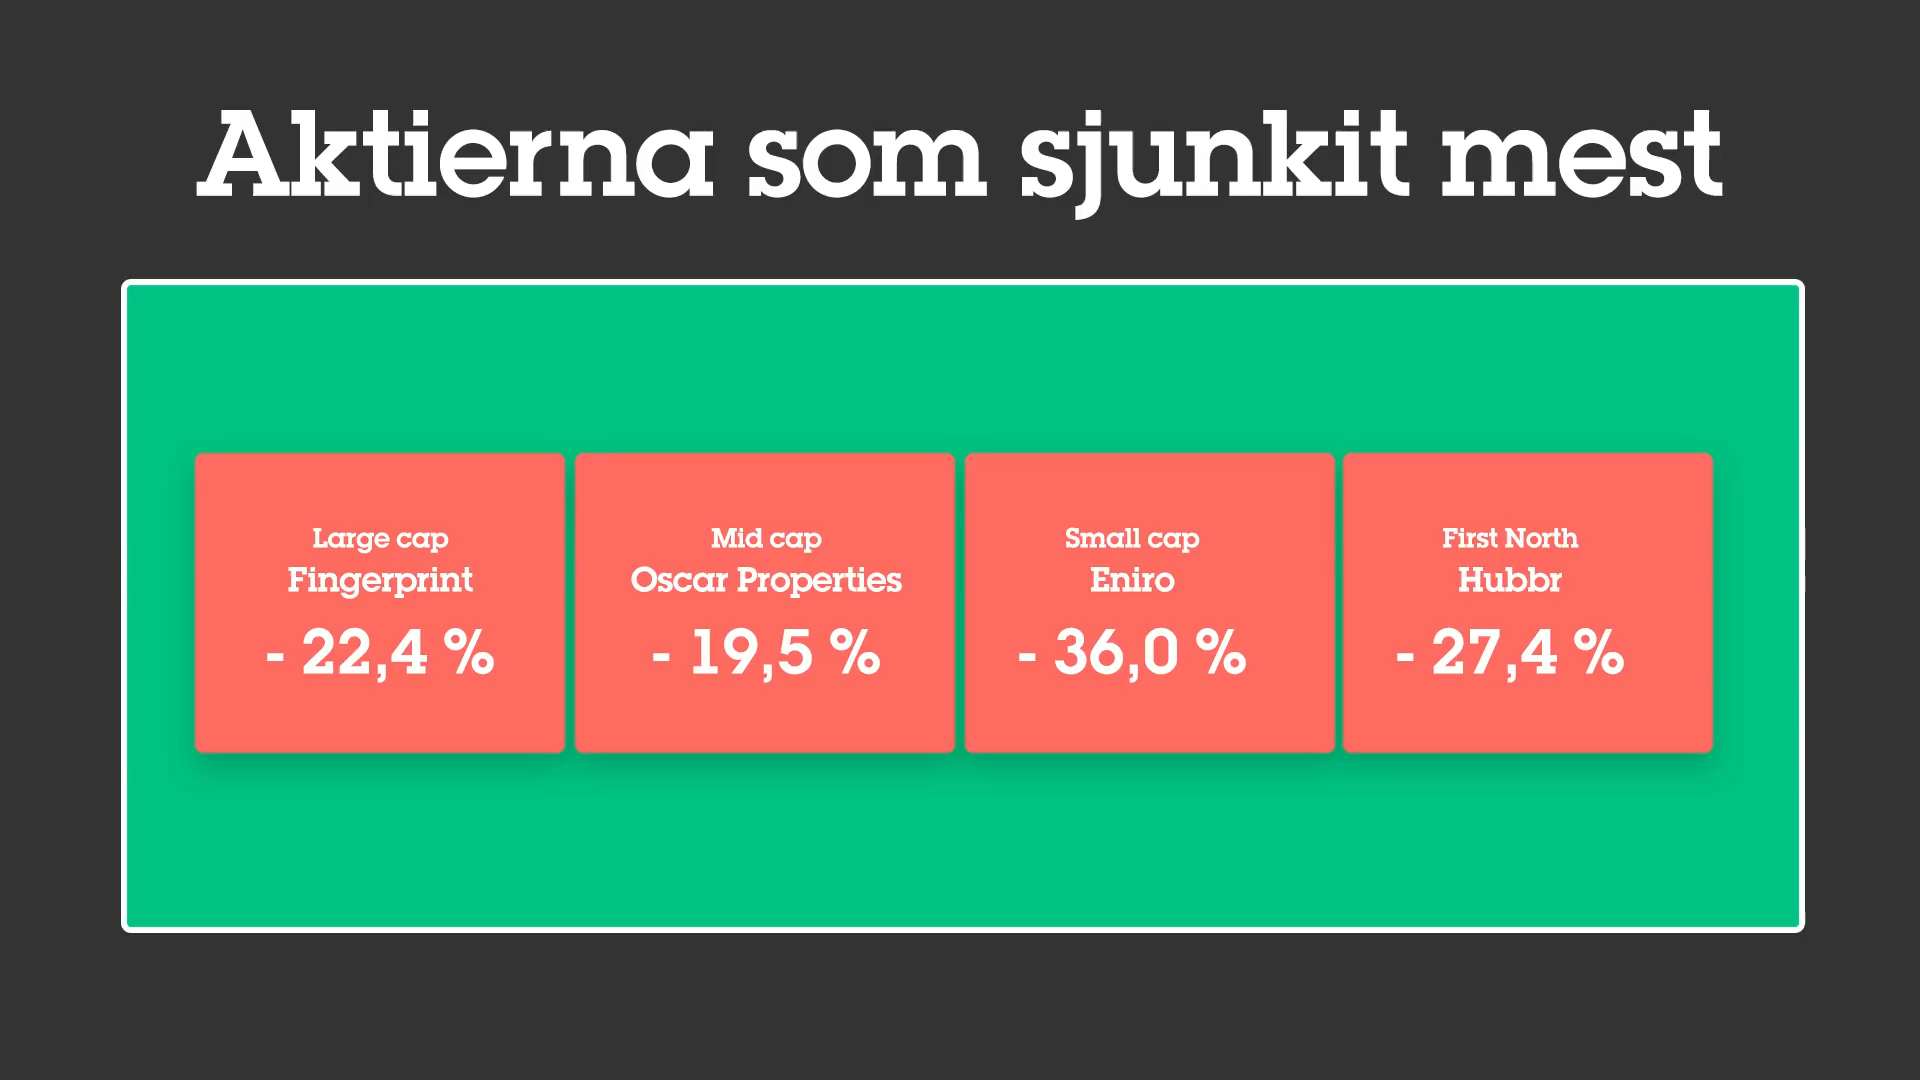 Aktierna som sjunkit mest
Large cap
Fingerprint
- 22,4 %
Mid cap
Oscar Properties
- 19,5 %
Small cap
Eniro
- 36,0 %
First North
Hubbr
- 27,4 %